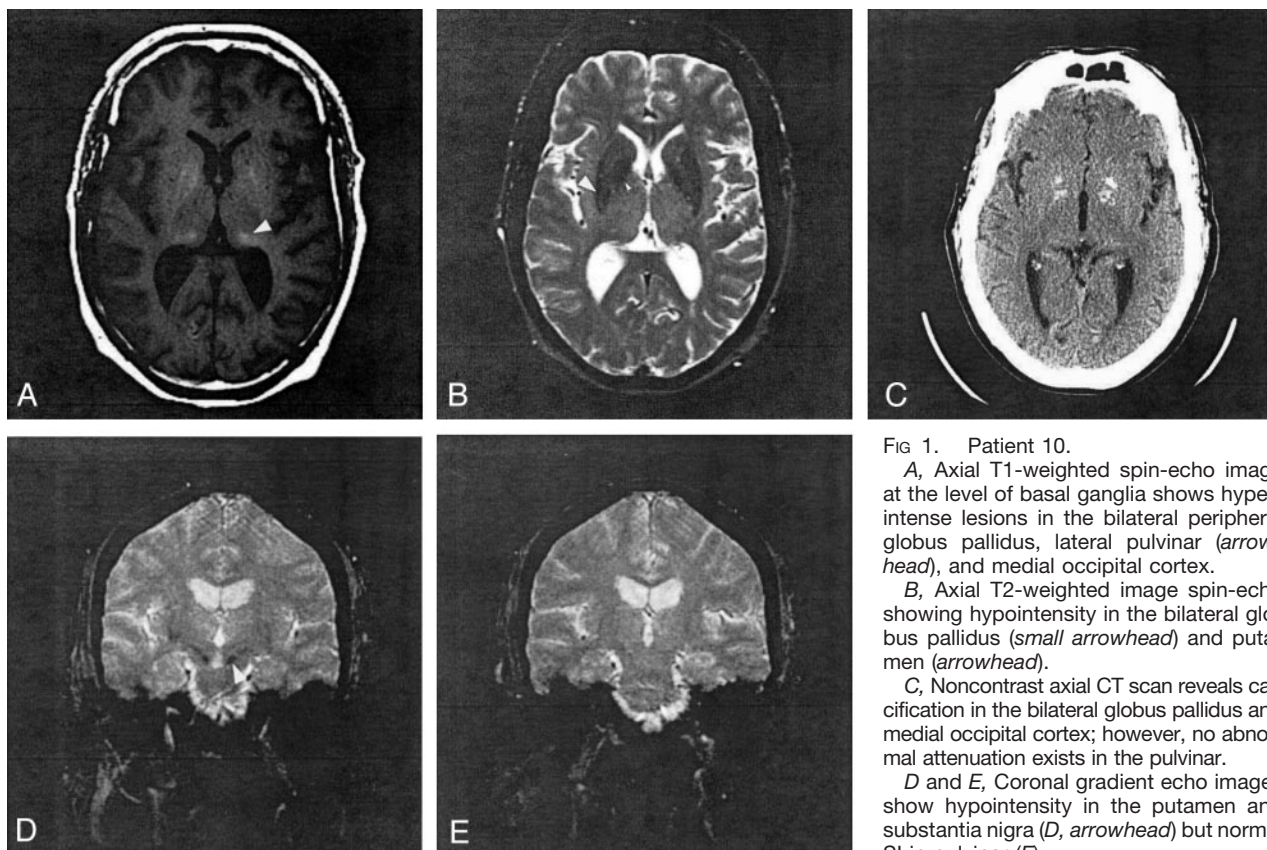 A
B
C
D
E
FIG 1. Patient 10.
A, Axial T1-weighted spin-echo imag
at the level of basal ganglia shows hype
intense lesions in the bilateral peripher
globus pallidus, lateral pulvinar (arrow
head), and medial occipital cortex.
B, Axial T2-weighted image spin-ech
showing hypointensity in the bilateral glo
bus pallidus (small arrowhead) and puta
men (arrowhead).
C, Noncontrast axial CT scan reveals ca
cification in the bilateral globus pallidus an
medial occipital cortex; however, no abno
mal attenuation exists in the pulvinar.
D and E, Coronal gradient echo image
show hypointensity in the putamen an
substantia nigra (D, arrowhead) but norm
pulvinar (E)